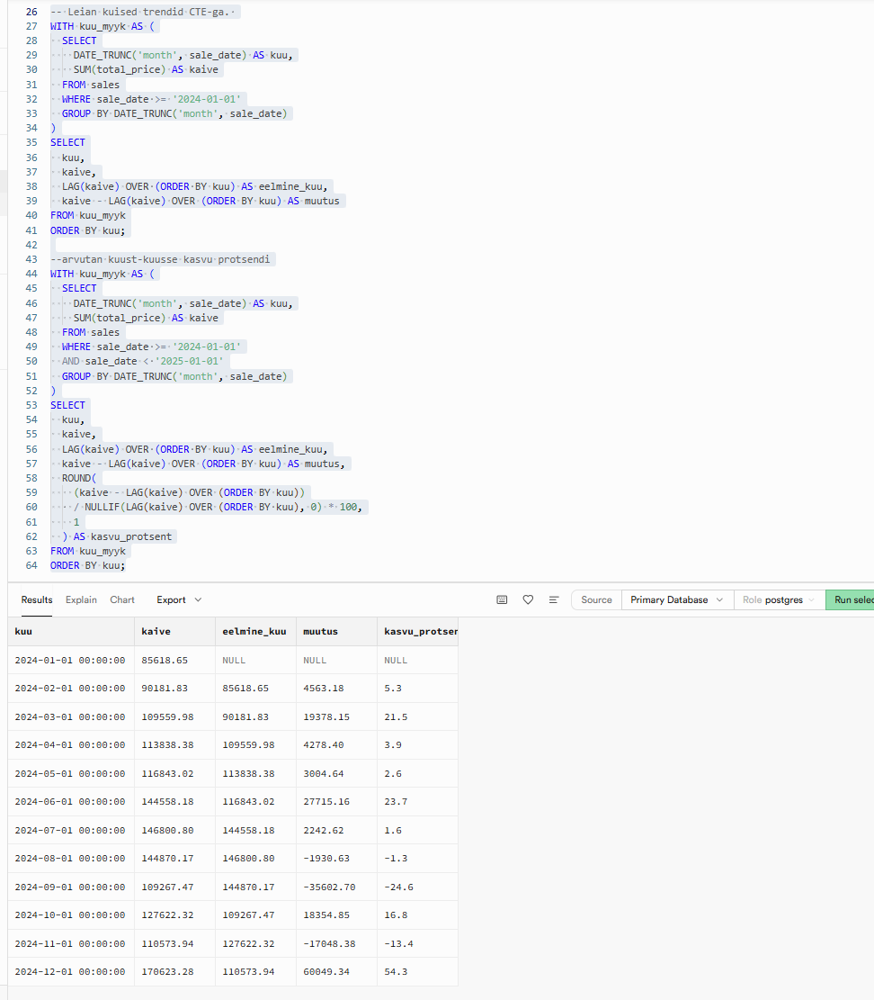 26 -- Leian kuised trendid CTE-ga.
27 WITH kuu_myyk AS (
28 SELECT
29 DATE_TRUNC('month', sale_date) AS kuu,
30 SUM(total_price) AS kaive
31 FROM sales
32 WHERE sale_date >= '2024-01-01'
33 GROUP BY DATE_TRUNC('month', sale_date)
34 )
35 SELECT
36 kuu,
37 kaive,
38 LAG(kaive) OVER (ORDER BY kuu) AS eelmine_kuu,
39 kaive - LAG(kaive) OVER (ORDER BY kuu) AS muutus
40 FROM kuu_myyk
41 ORDER BY kuu;
42
43 --arvutan kuust-kuusse kasvu protsendi
44 WITH kuu_myyk AS (
45 SELECT
46 DATE_TRUNC('month', sale_date) AS kuu,
47 SUM(total_price) AS kaive
48 FROM sales
49 WHERE sale_date >= '2024-01-01'
50 AND sale_date < '2025-01-01'
51 GROUP BY DATE_TRUNC('month', sale_date)
52 )
53 SELECT
54 kuu,
55 kaive,
56 LAG(kaive) OVER (ORDER BY kuu) AS eelmine_kuu,
57 kaive - LAG(kaive) OVER (ORDER BY kuu) AS muutus,
58 ROUND(
59 (kaive - LAG(kaive) OVER (ORDER BY kuu))
60 / NULLIF(LAG(kaive) OVER (ORDER BY kuu), 0) * 100,
61 1
62 ) AS kasvu_protsent
63 FROM kuu_myyk
64 ORDER BY kuu;
Results Explain Chart Export Source Primary Database Role postgres Run selec
kuu kaive eelmine_kuu muutus kasvu_protsen
2024-01-01 00:00:00 85618.65 NULL NULL NULL
2024-02-01 00:00:00 90181.83 85618.65 4563.18 5.3
2024-03-01 00:00:00 109559.98 90181.83 19378.15 21.5
2024-04-01 00:00:00 113838.38 109559.98 4278.40 3.9
2024-05-01 00:00:00 116843.02 113838.38 3004.64 2.6
2024-06-01 00:00:00 144558.18 116843.02 27715.16 23.7
2024-07-01 00:00:00 146800.80 144558.18 2242.62 1.6
2024-08-01 00:00:00 144870.17 146800.80 -1930.63 -1.3
2024-09-01 00:00:00 109267.47 144870.17 -35602.70 -24.6
2024-10-01 00:00:00 127622.32 109267.47 18354.85 16.8
2024-11-01 00:00:00 110573.94 127622.32 -17048.38 -13.4
2024-12-01 00:00:00 170623.28 110573.94 60049.34 54.3